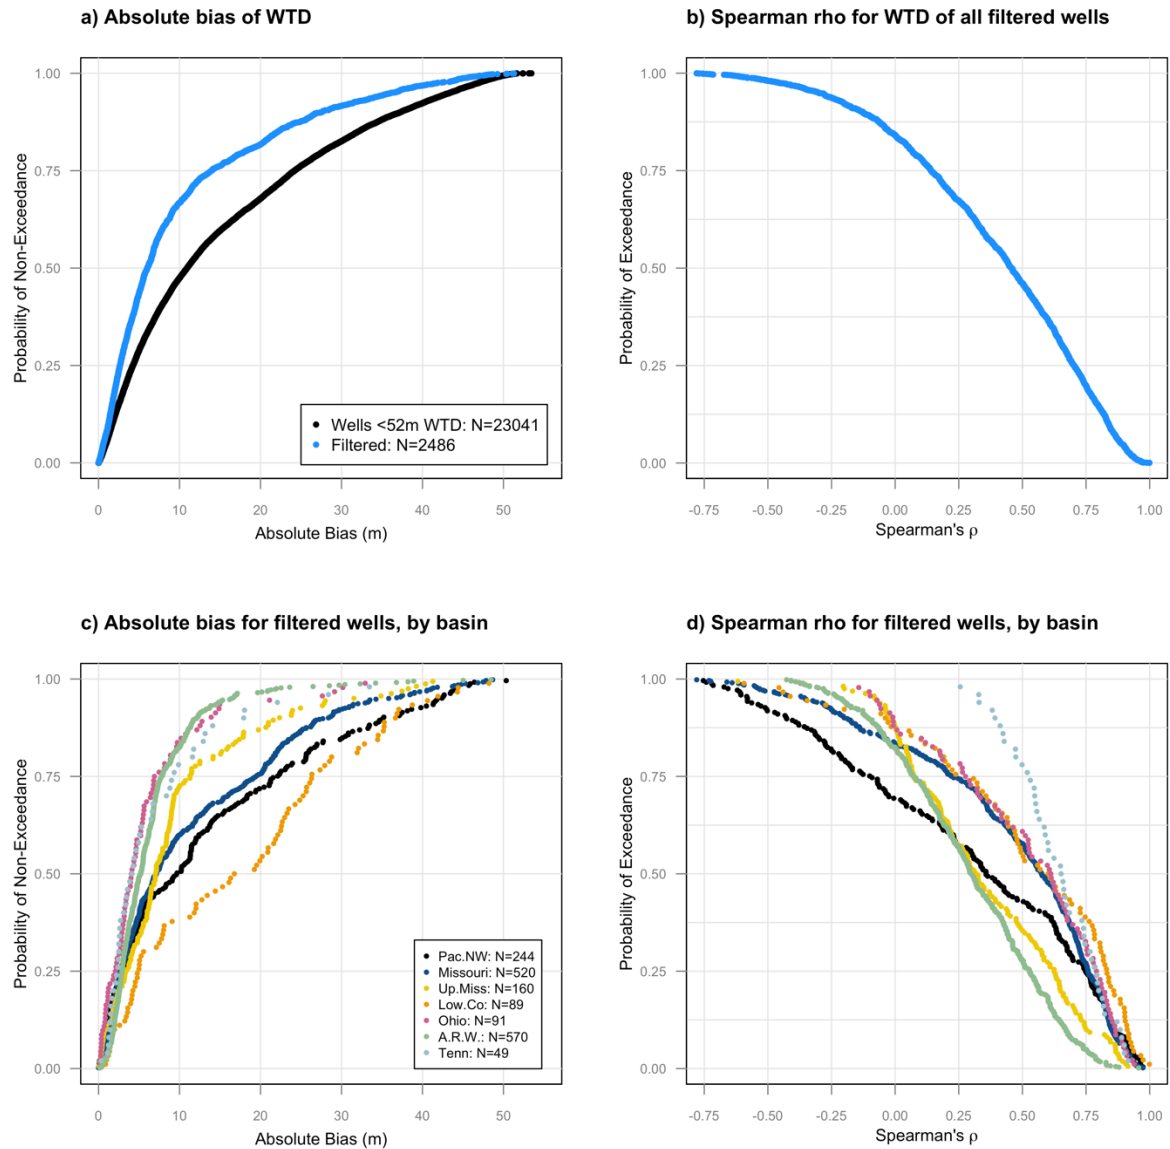 a) Absolute bias of WTD
Probability of Non-Exceedance
1.00
0.75
0.50
0.25
0.00
Wells <52m WTD: N=23041
Filtered: N=2486
0 10 20 30 40 50
Absolute Bias (m)
b) Spearman rho for WTD of all filtered wells
Probability of Exceedance
1.00
0.75
0.50
0.25
0.00
-0.75 -0.50 -0.25 0.00 0.25 0.50 0.75 1.00
Spearman's ρ
c) Absolute bias for filtered wells, by basin
Probability of Non-Exceedance
1.00
0.75
0.50
0.25
0.00
Pac.NW: N=244
Missouri: N=520
Up.Miss: N=160
Low.Co: N=89
Ohio: N=91
A.R.W.: N=570
Tenn: N=49
0 10 20 30 40 50
Absolute Bias (m)
d) Spearman rho for filtered wells, by basin
Probability of Exceedance
1.00
0.75
0.50
0.25
0.00
-0.75 -0.50 -0.25 0.00 0.25 0.50 0.75 1.00
Spearman's ρ